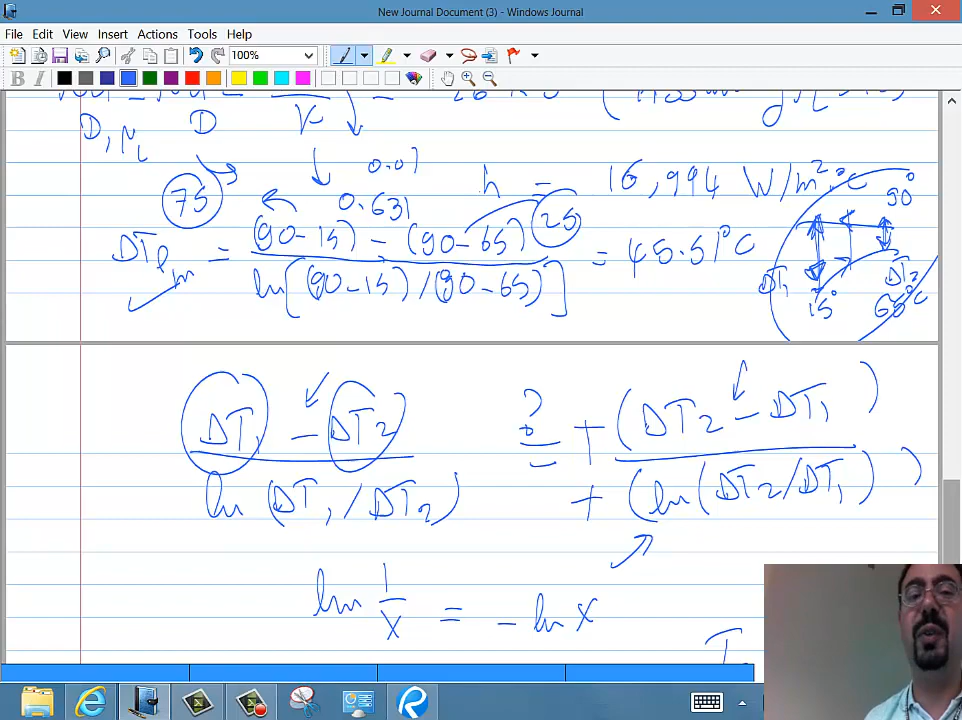 New Journal Document (3) - Windows Journal
File Edit View Insert Actions Tools Help
100%
B I
D, N
D
V
0.01
75
0.631
h = 16,994 W/m².°C
90°
ΔTlm = (90-15) - (90-65) 25 = 45.51°C
ln[(90-15)/(90-65)]
ΔT1
ΔT2
15°
65°C
ΔT1 - ΔT2 ? = + (ΔT2 - ΔT1)
ln (ΔT1/ΔT2) + (ln(ΔT2/ΔT1))
ln 1/x = - ln x
T